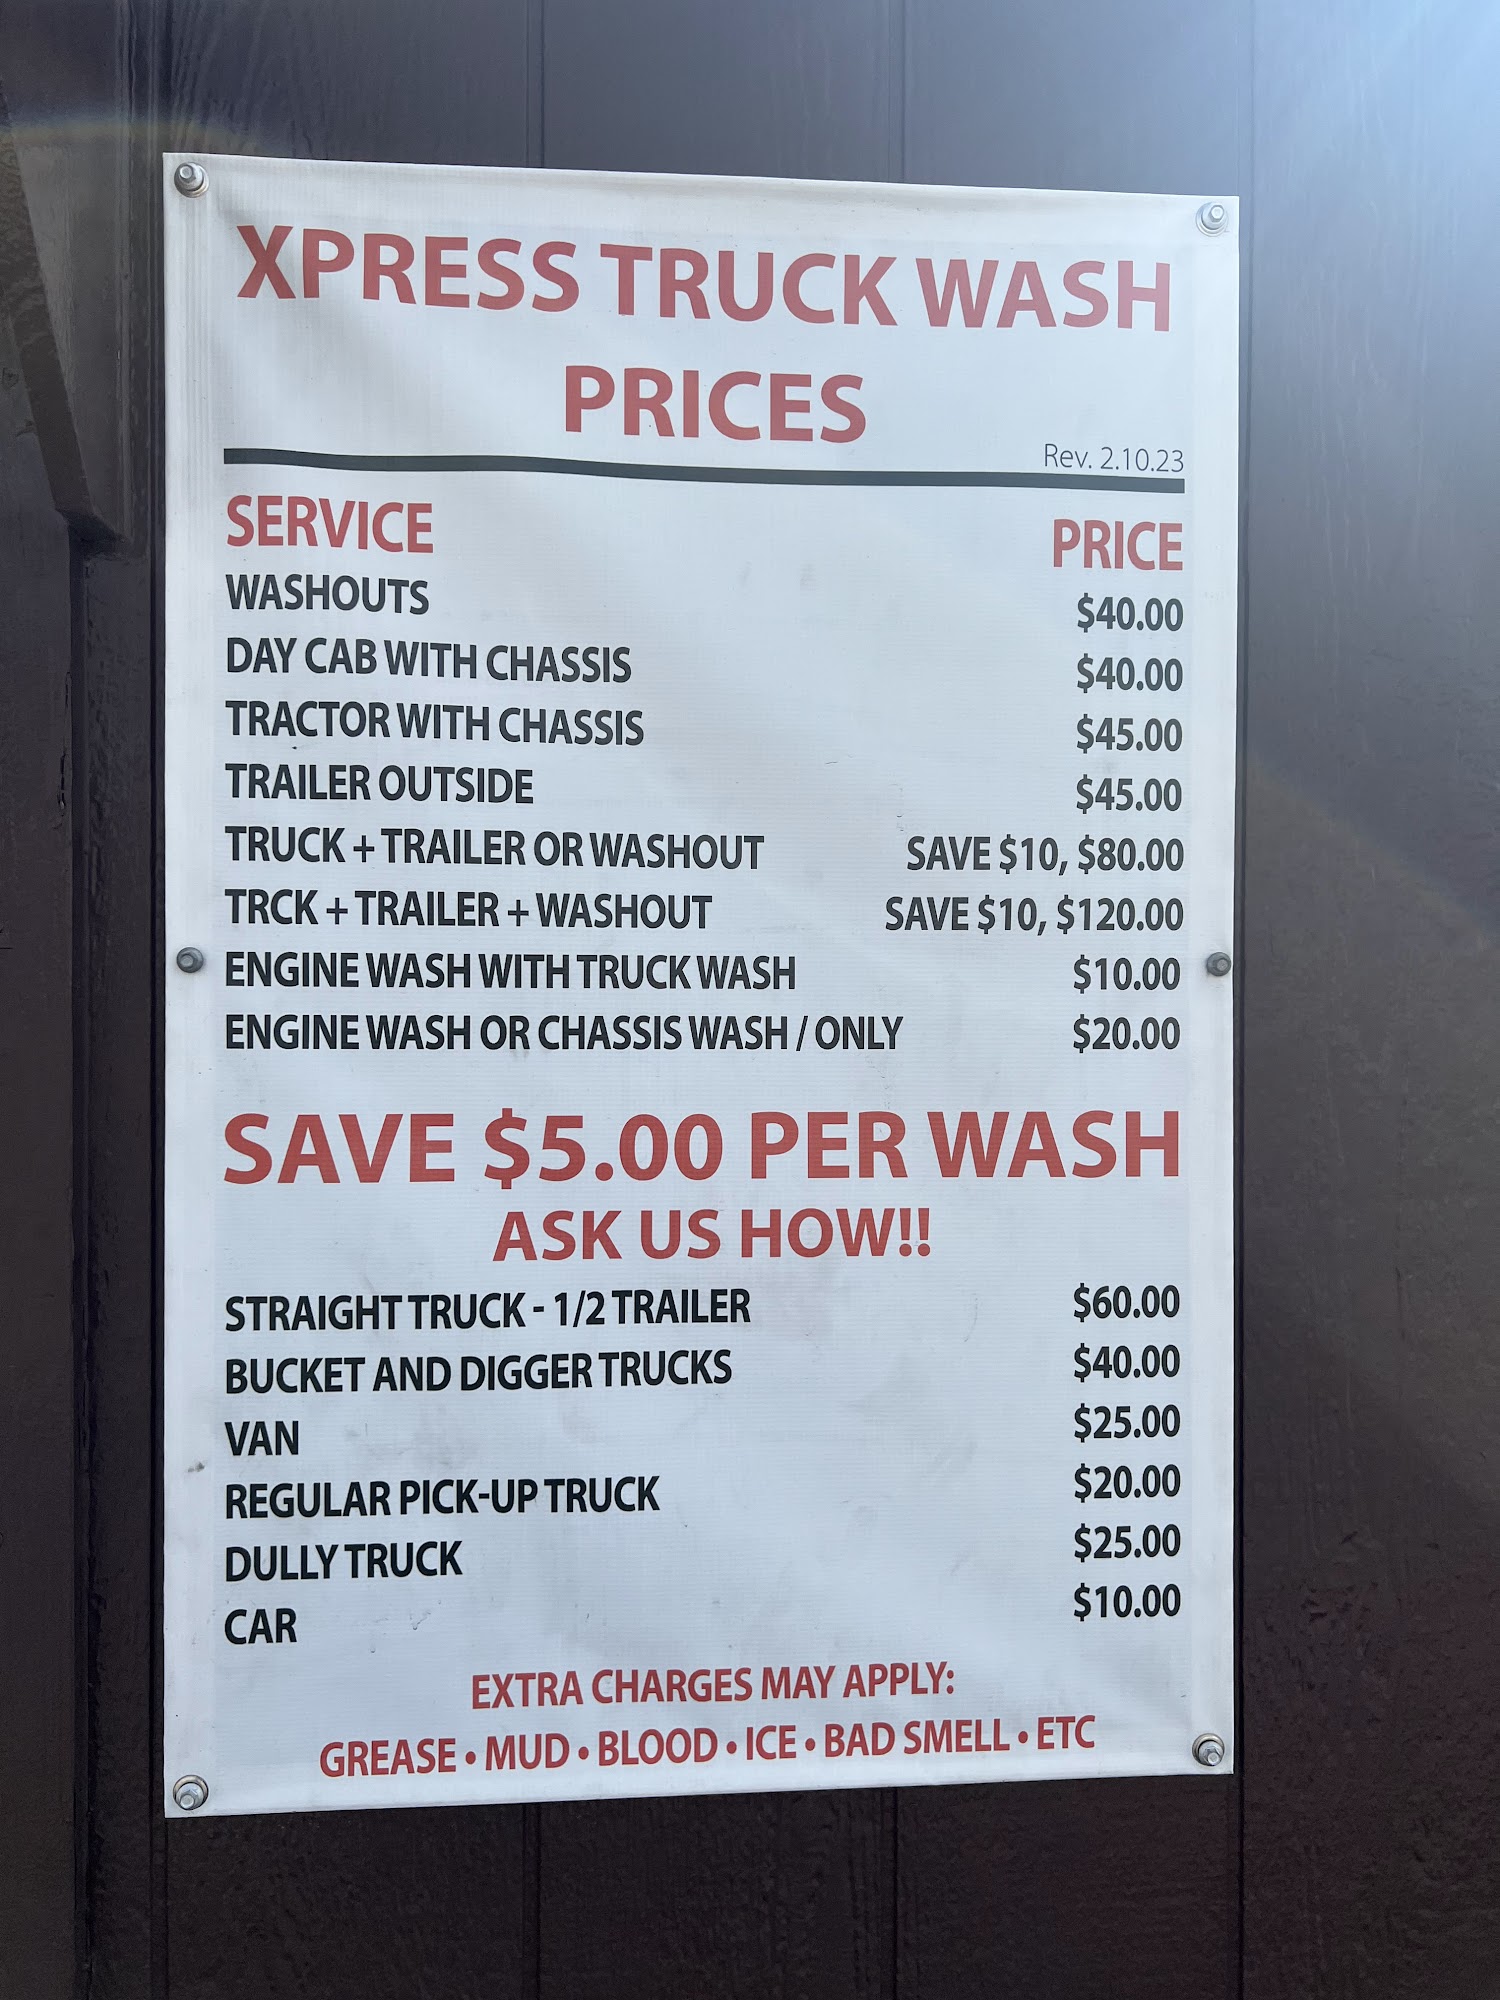 XPRESS TRUCK WASH
PRICES
Rev. 2.10.23
SERVICE PRICE
WASHOUTS $40.00
DAY CAB WITH CHASSIS $40.00
TRACTOR WITH CHASSIS $45.00
TRAILER OUTSIDE $45.00
TRUCK + TRAILER OR WASHOUT SAVE $10, $80.00
TRCK + TRAILER + WASHOUT SAVE $10, $120.00
ENGINE WASH WITH TRUCK WASH $10.00
ENGINE WASH OR CHASSIS WASH / ONLY $20.00
SAVE $5.00 PER WASH
ASK US HOW!!
STRAIGHT TRUCK - 1/2 TRAILER $60.00
BUCKET AND DIGGER TRUCKS $40.00
VAN $25.00
REGULAR PICK-UP TRUCK $20.00
DULLY TRUCK $25.00
CAR $10.00
EXTRA CHARGES MAY APPLY:
GREASE • MUD • BLOOD • ICE • BAD SMELL • ETC